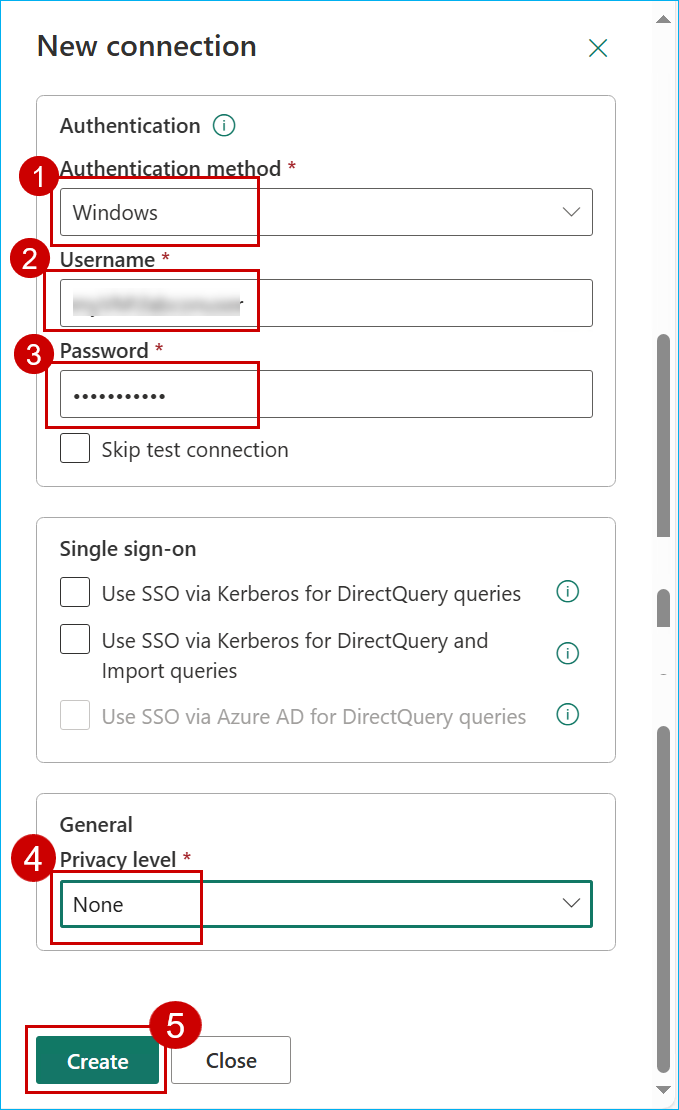 New connection
Authentication
1
Authentication method *
Windows
2
Username *
3
Password *
•••••••••••
Skip test connection
Single sign-on
Use SSO via Kerberos for DirectQuery queries
Use SSO via Kerberos for DirectQuery and
Import queries
Use SSO via Azure AD for DirectQuery queries
General
4
Privacy level *
None
5
Create
Close